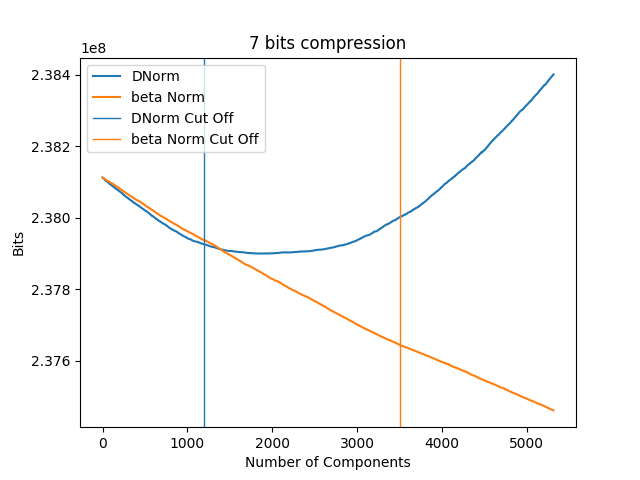 7 bits compression
1e8
2.384
2.382
2.380
2.378
2.376
Bits
DNorm
beta Norm
DNorm Cut Off
beta Norm Cut Off
0 1000 2000 3000 4000 5000
Number of Components